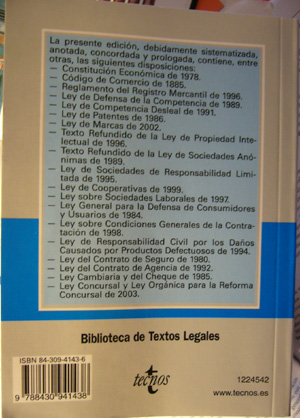 La presente edición, debidamente sistematizada,
anotada, concordada y prologada, contiene, entre
otras, las siguientes disposiciones:
— Constitución Económica de 1978.
— Código de Comercio de 1885.
— Reglamento del Registro Mercantil de 1996.
— Ley de Defensa de la Competencia de 1989.
— Ley de Competencia Desleal de 1991.
— Ley de Patentes de 1986.
— Ley de Marcas de 2002.
— Texto Refundido de la Ley de Propiedad Inte-
lectual de 1996.
— Texto Refundido de la Ley de Sociedades Anó-
nimas de 1989.
— Ley de Sociedades de Responsabilidad Limi-
tada de 1995.
— Ley de Cooperativas de 1999.
— Ley sobre Sociedades Laborales de 1997.
— Ley General para la Defensa de Consumidores
y Usuarios de 1984.
— Ley sobre Condiciones Generales de la Contra-
tación de 1998.
— Ley de Responsabilidad Civil por los Daños
Causados por Productos Defectuosos de 1994.
— Ley del Contrato de Seguro de 1980.
— Ley del Contrato de Agencia de 1992.
— Ley Cambiaria y del Cheque de 1985.
— Ley Concursal y Ley Orgánica para la Reforma
Concursal de 2003.
Biblioteca de Textos Legales
ISBN 84-309-4143-6
9 788430 941438
tecnos
1224542
www.tecnos.es